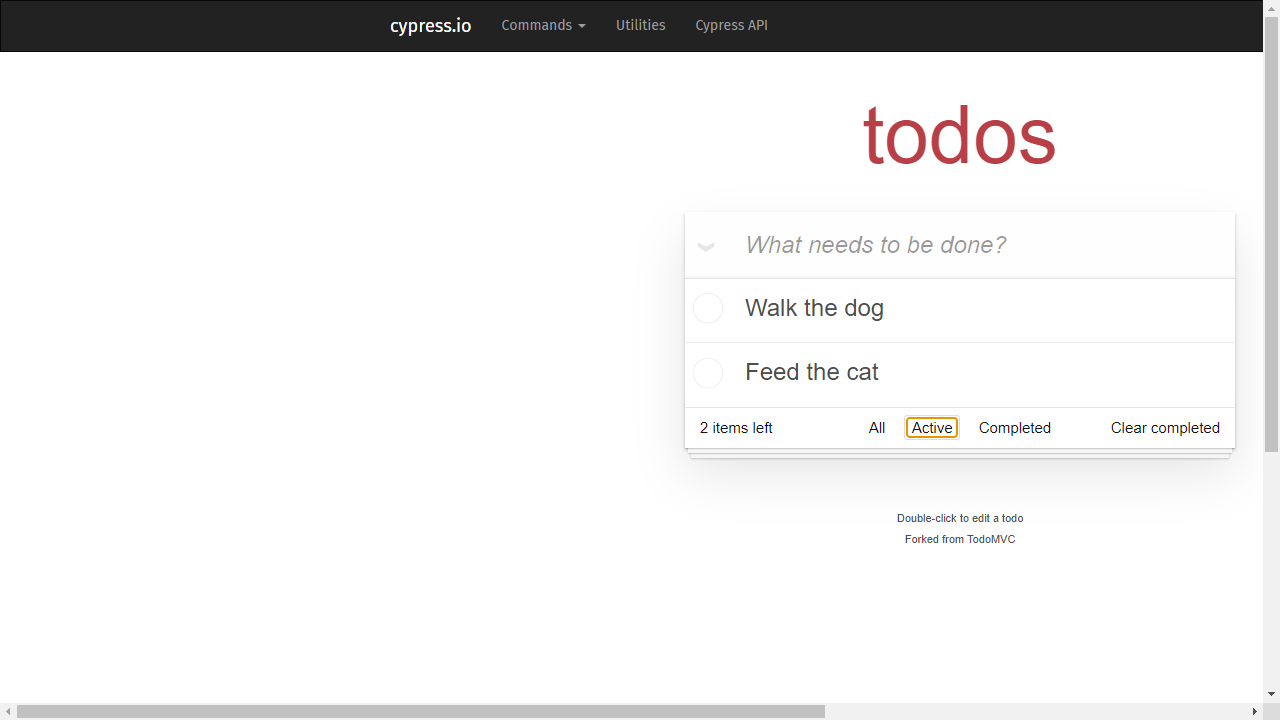 cypress.io Commands Utilities Cypress API
todos
What needs to be done?
Walk the dog
Feed the cat
2 items left All Active Completed Clear completed
Double-click to edit a todo
Forked from TodoMVC